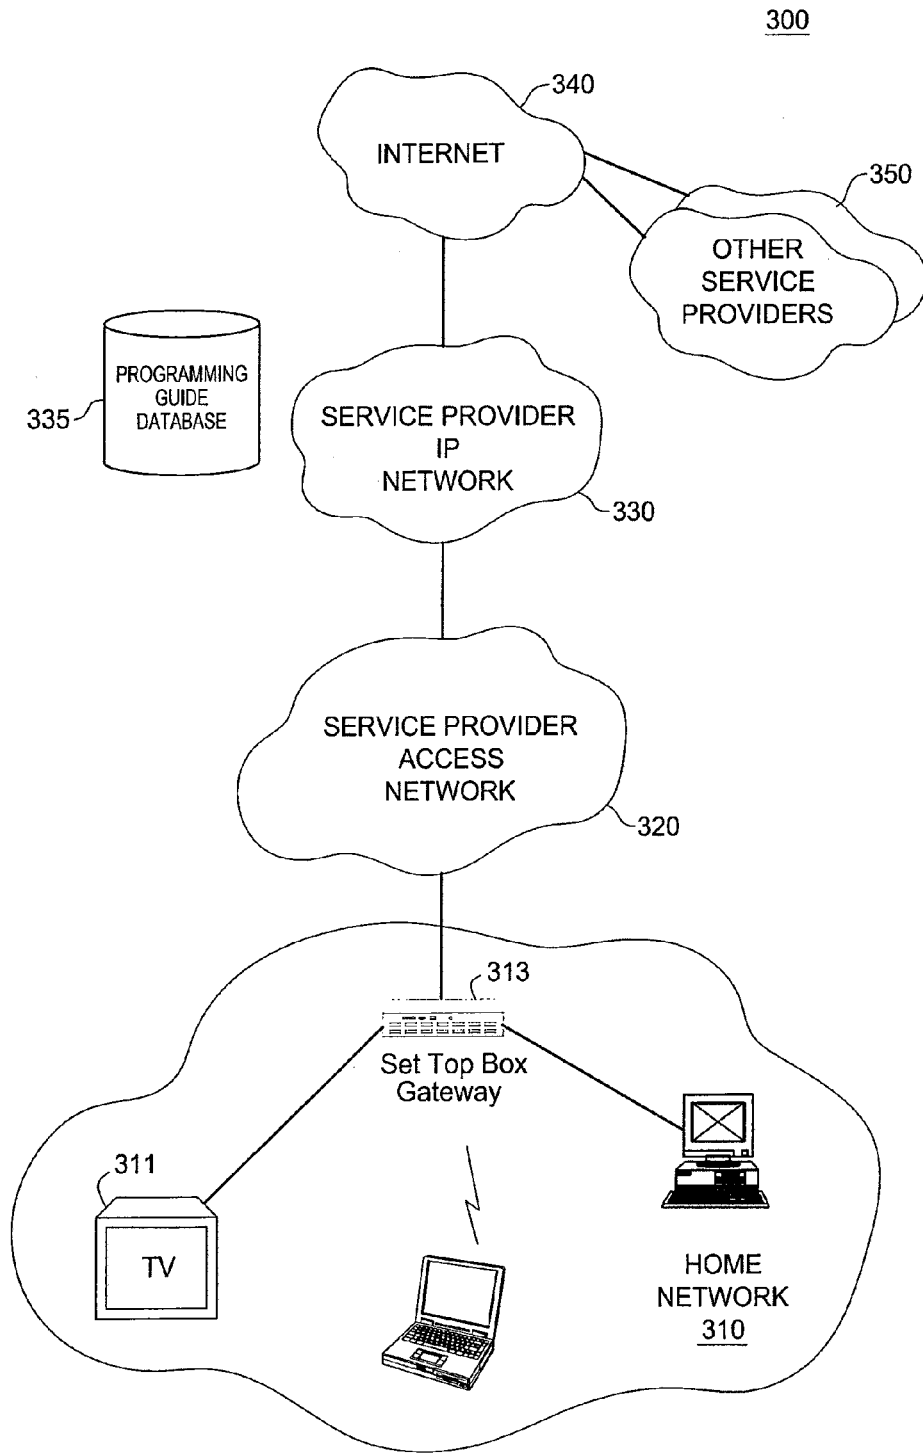 300
340
INTERNET
350
OTHER
SERVICE
PROVIDERS
PROGRAMMING
GUIDE
DATABASE
335
SERVICE PROVIDER
IP
NETWORK
330
SERVICE PROVIDER
ACCESS
NETWORK
320
313
Set Top Box
Gateway
311
TV
HOME
NETWORK
310